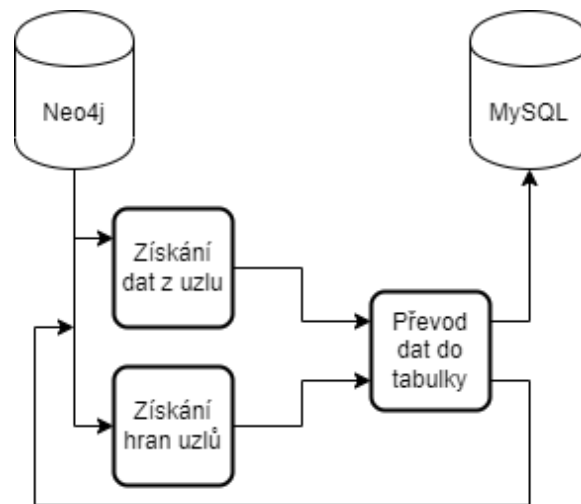 Neo4j
MySQL
Získání
dat z uzlu
Převod
dat do
tabulky
Získání
hran uzlů